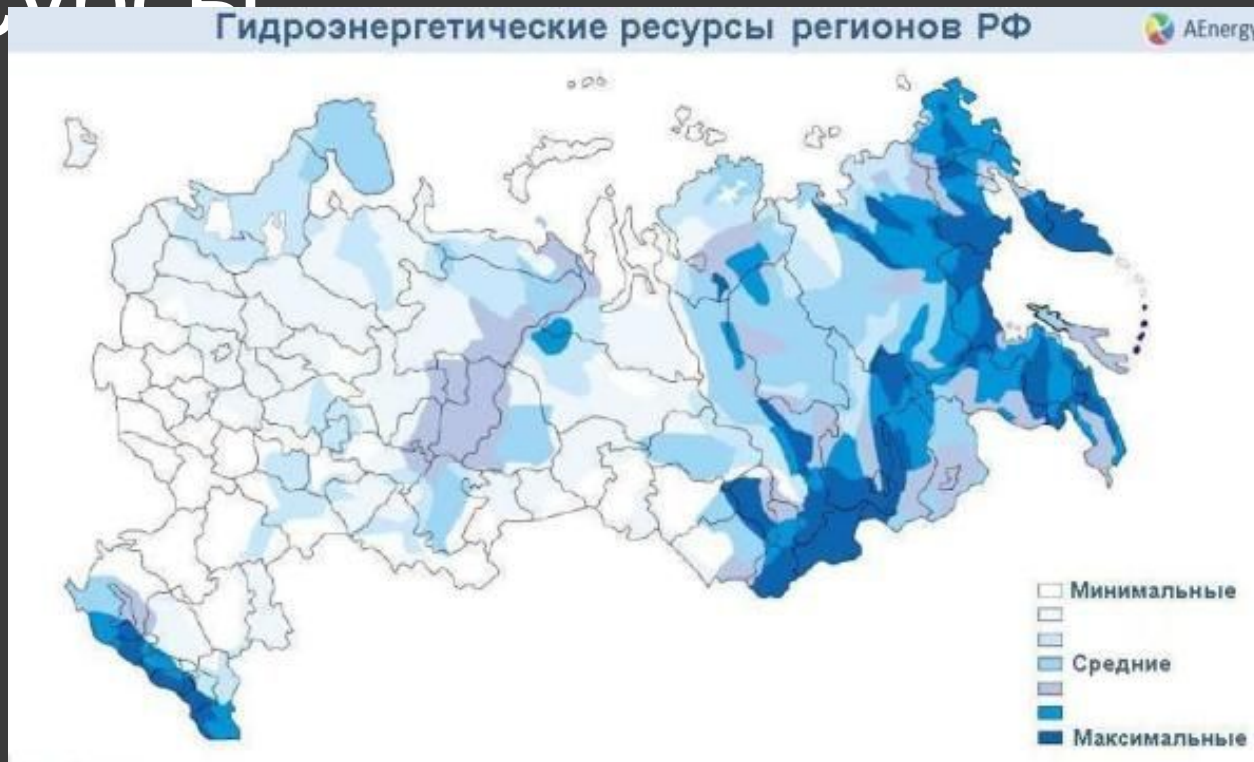 Гидроэнергетические ресурсы регионов РФ
AEnergy
Минимальные
Средние
Максимальные